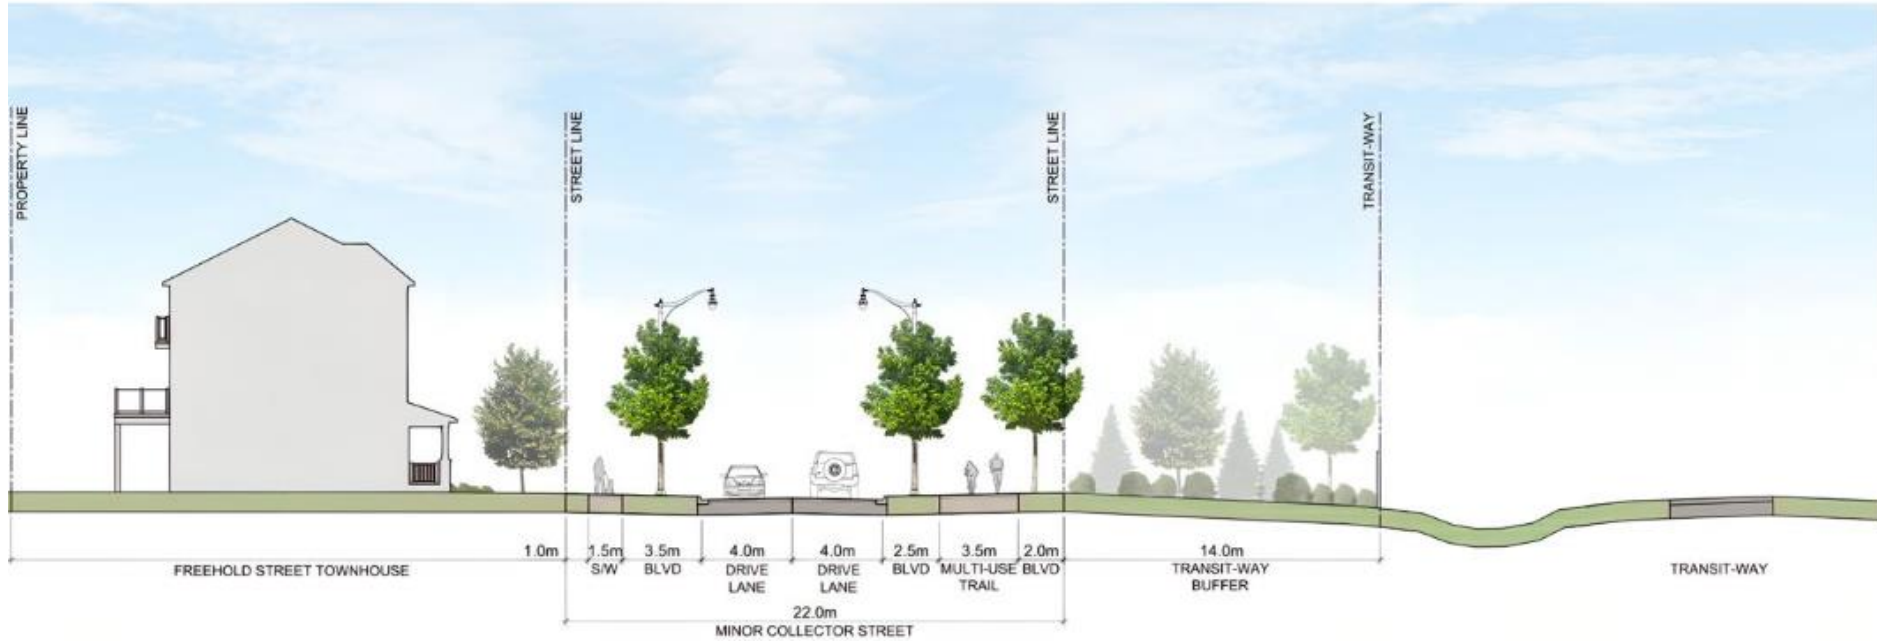 PROPERTY LINE
STREET LINE
STREET LINE
TRANSIT-WAY
1.0m
1.5m
3.5m
4.0m
4.0m
2.5m
3.5m
2.0m
14.0m
FREEHOLD STREET TOWNHOUSE
S/W
BLVD
DRIVE
LANE
DRIVE
LANE
BLVD
MULTI-USE
TRAIL
BLVD
TRANSIT-WAY
BUFFER
TRANSIT-WAY
22.0m
MINOR COLLECTOR STREET